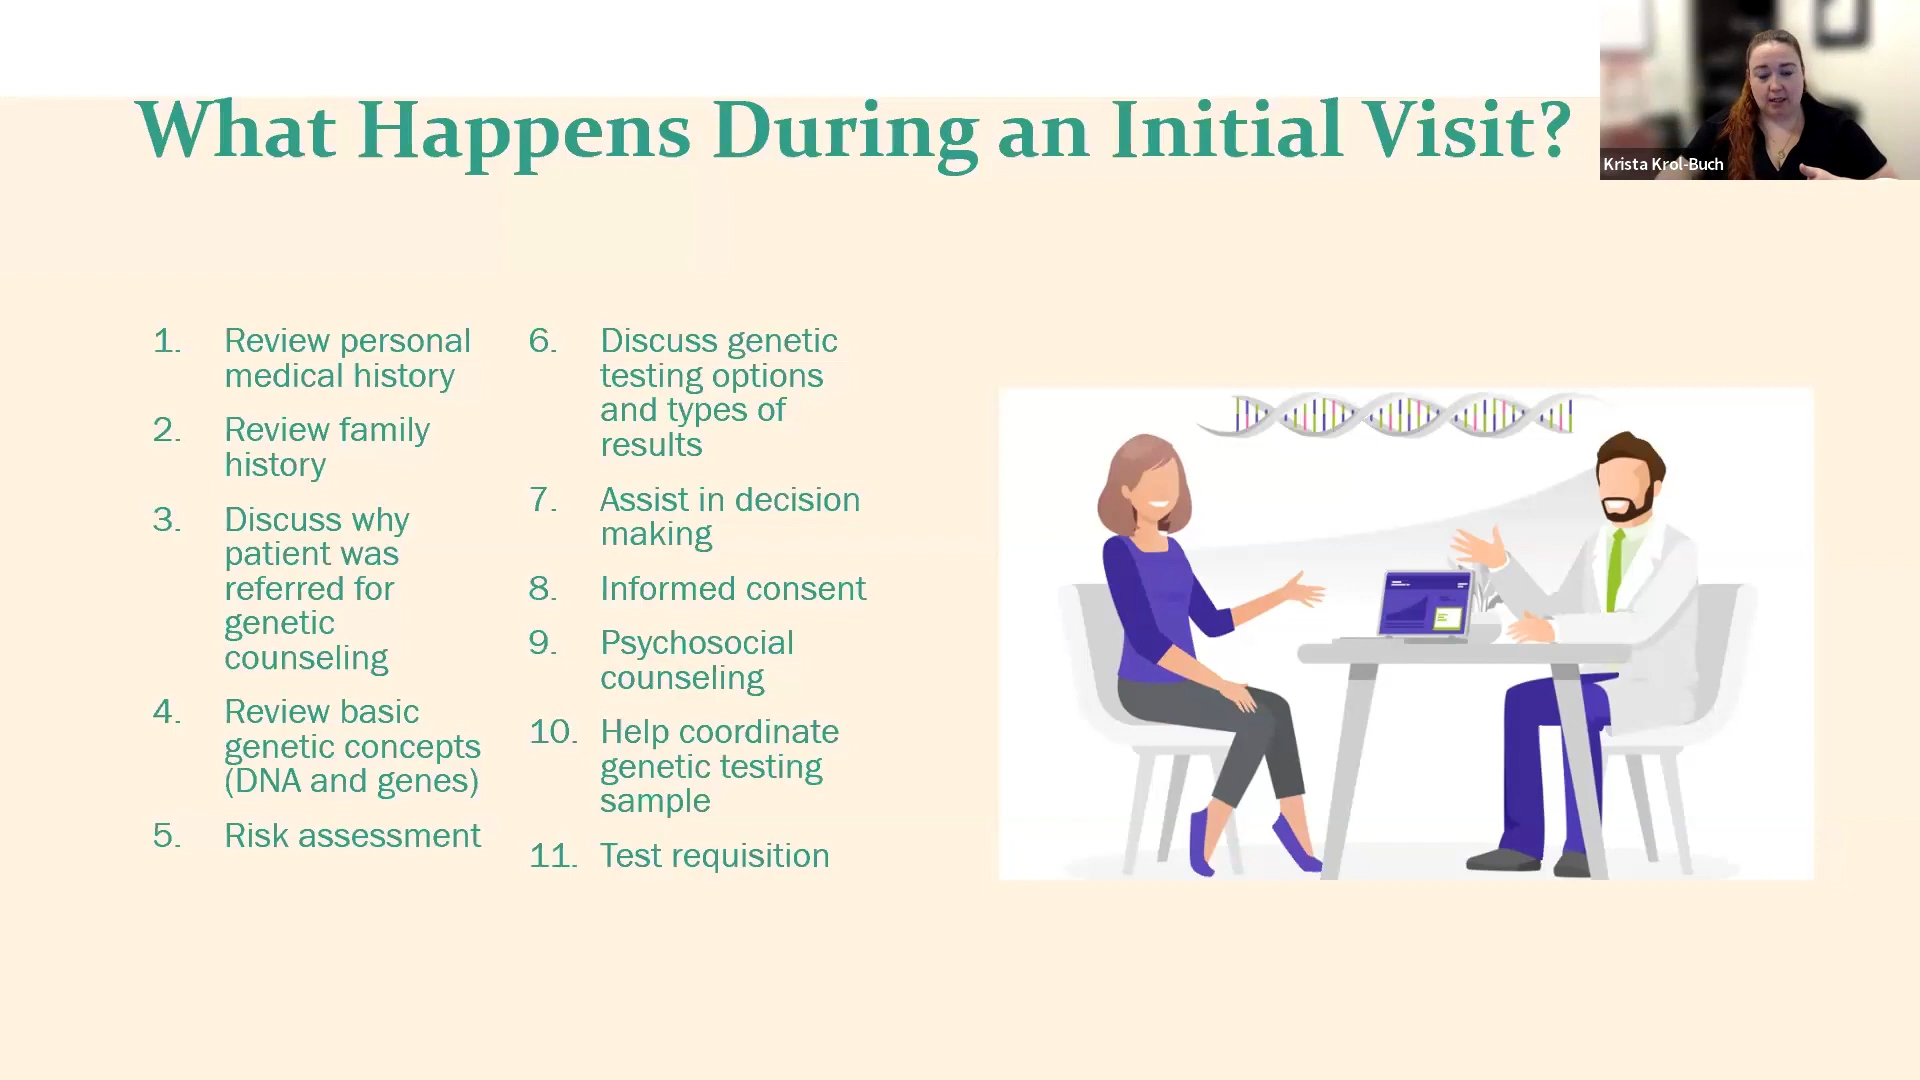 What Happens During an Initial Visit?
Krista Krol-Buch
1. Review personal
medical history
2. Review family
history
3. Discuss why
patient was
referred for
genetic
counseling
4. Review basic
genetic concepts
(DNA and genes)
5. Risk assessment
6. Discuss genetic
testing options
and types of
results
7. Assist in decision
making
8. Informed consent
9. Psychosocial
counseling
10. Help coordinate
genetic testing
sample
11. Test requisition